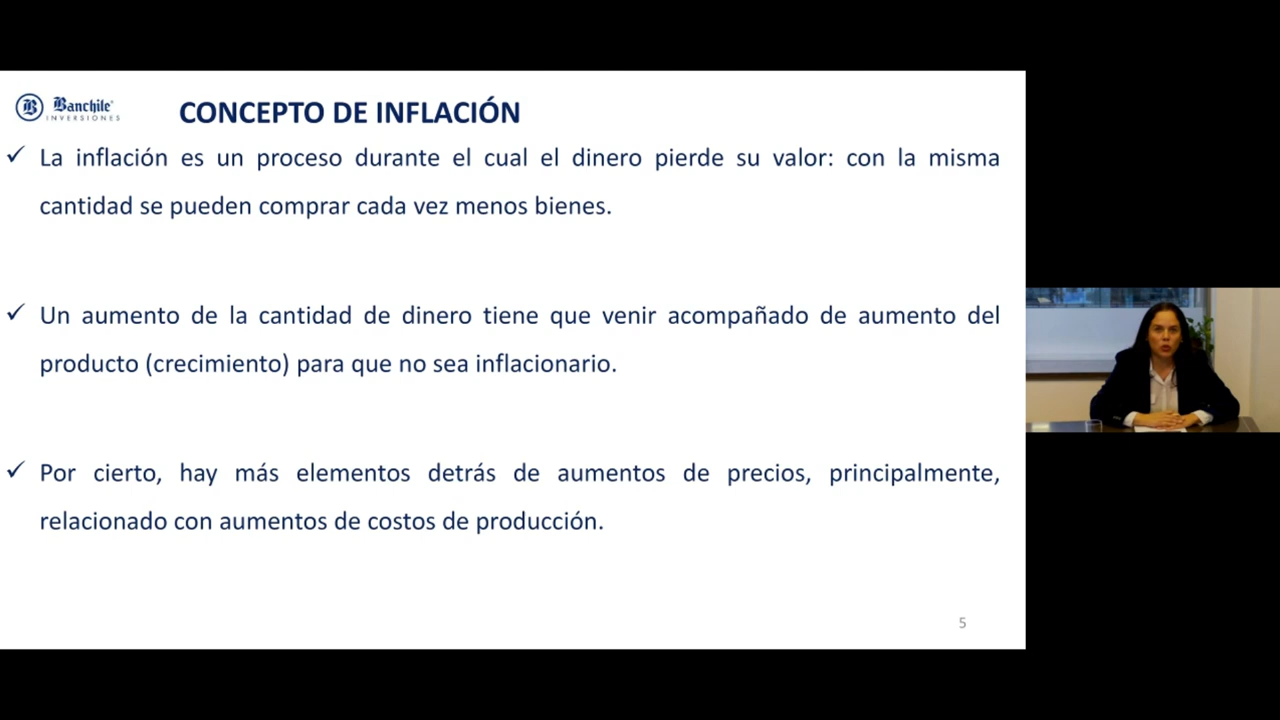 Banchile
INVERSIONES
CONCEPTO DE INFLACIÓN
✓ La inflación es un proceso durante el cual el dinero pierde su valor: con la misma
cantidad se pueden comprar cada vez menos bienes.
✓ Un aumento de la cantidad de dinero tiene que venir acompañado de aumento del
producto (crecimiento) para que no sea inflacionario.
✓ Por cierto, hay más elementos detrás de aumentos de precios, principalmente,
relacionado con aumentos de costos de producción.
5